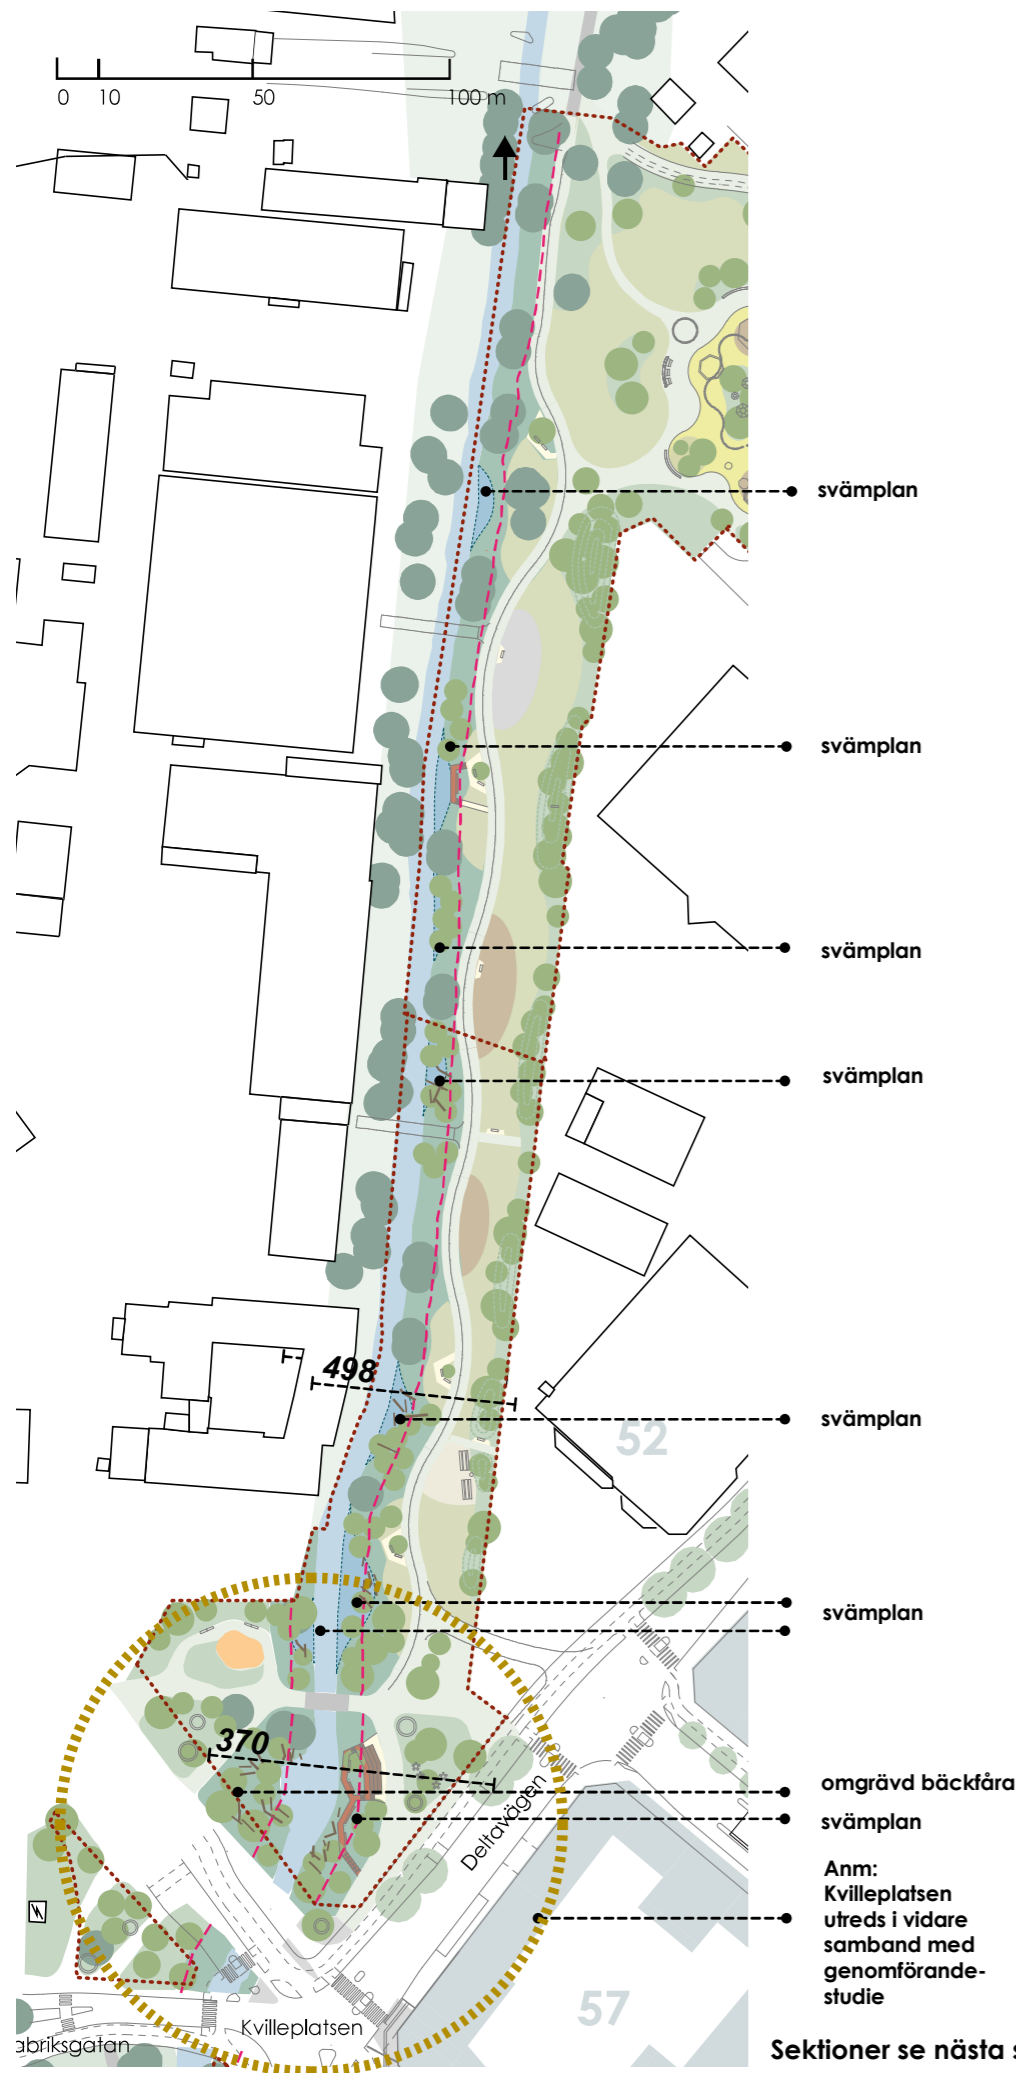 0 10 50 100 m
svämplan
svämplan
svämplan
svämplan
498
svämplan
52
svämplan
370
omgrävd bäckfåra
svämplan
Deltavägen
Anm:
Kvilleplatsen
utreds i vidare
samband med
genomförande-
studie
57
Kvilleplatsen
abriksgatan
Sektioner se nästa s